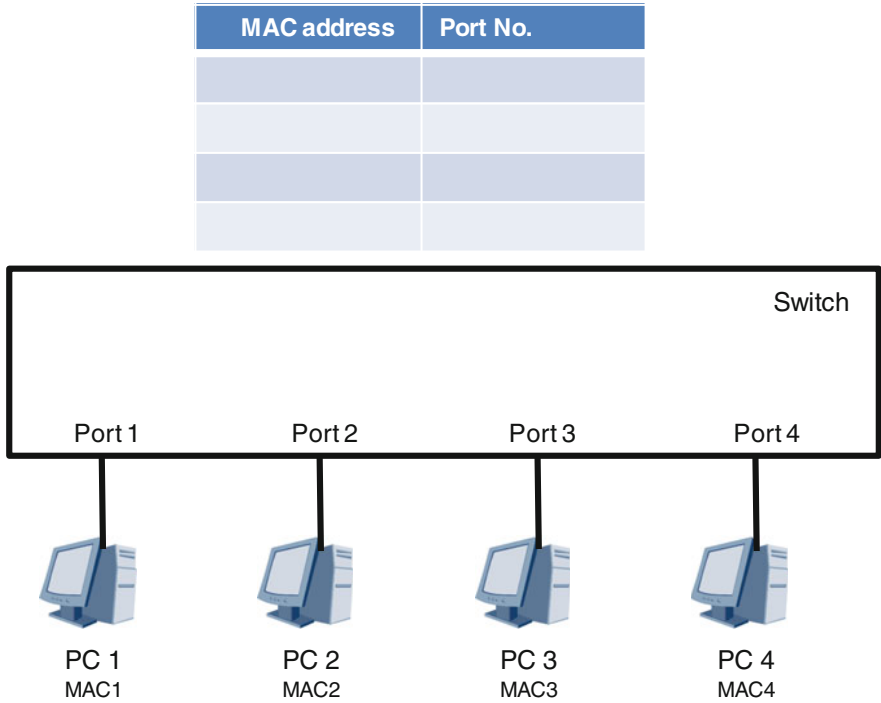 MAC address Port No.
Switch
Port 1 Port 2 Port 3 Port 4
PC 1 PC 2 PC 3 PC 4
MAC1 MAC2 MAC3 MAC4